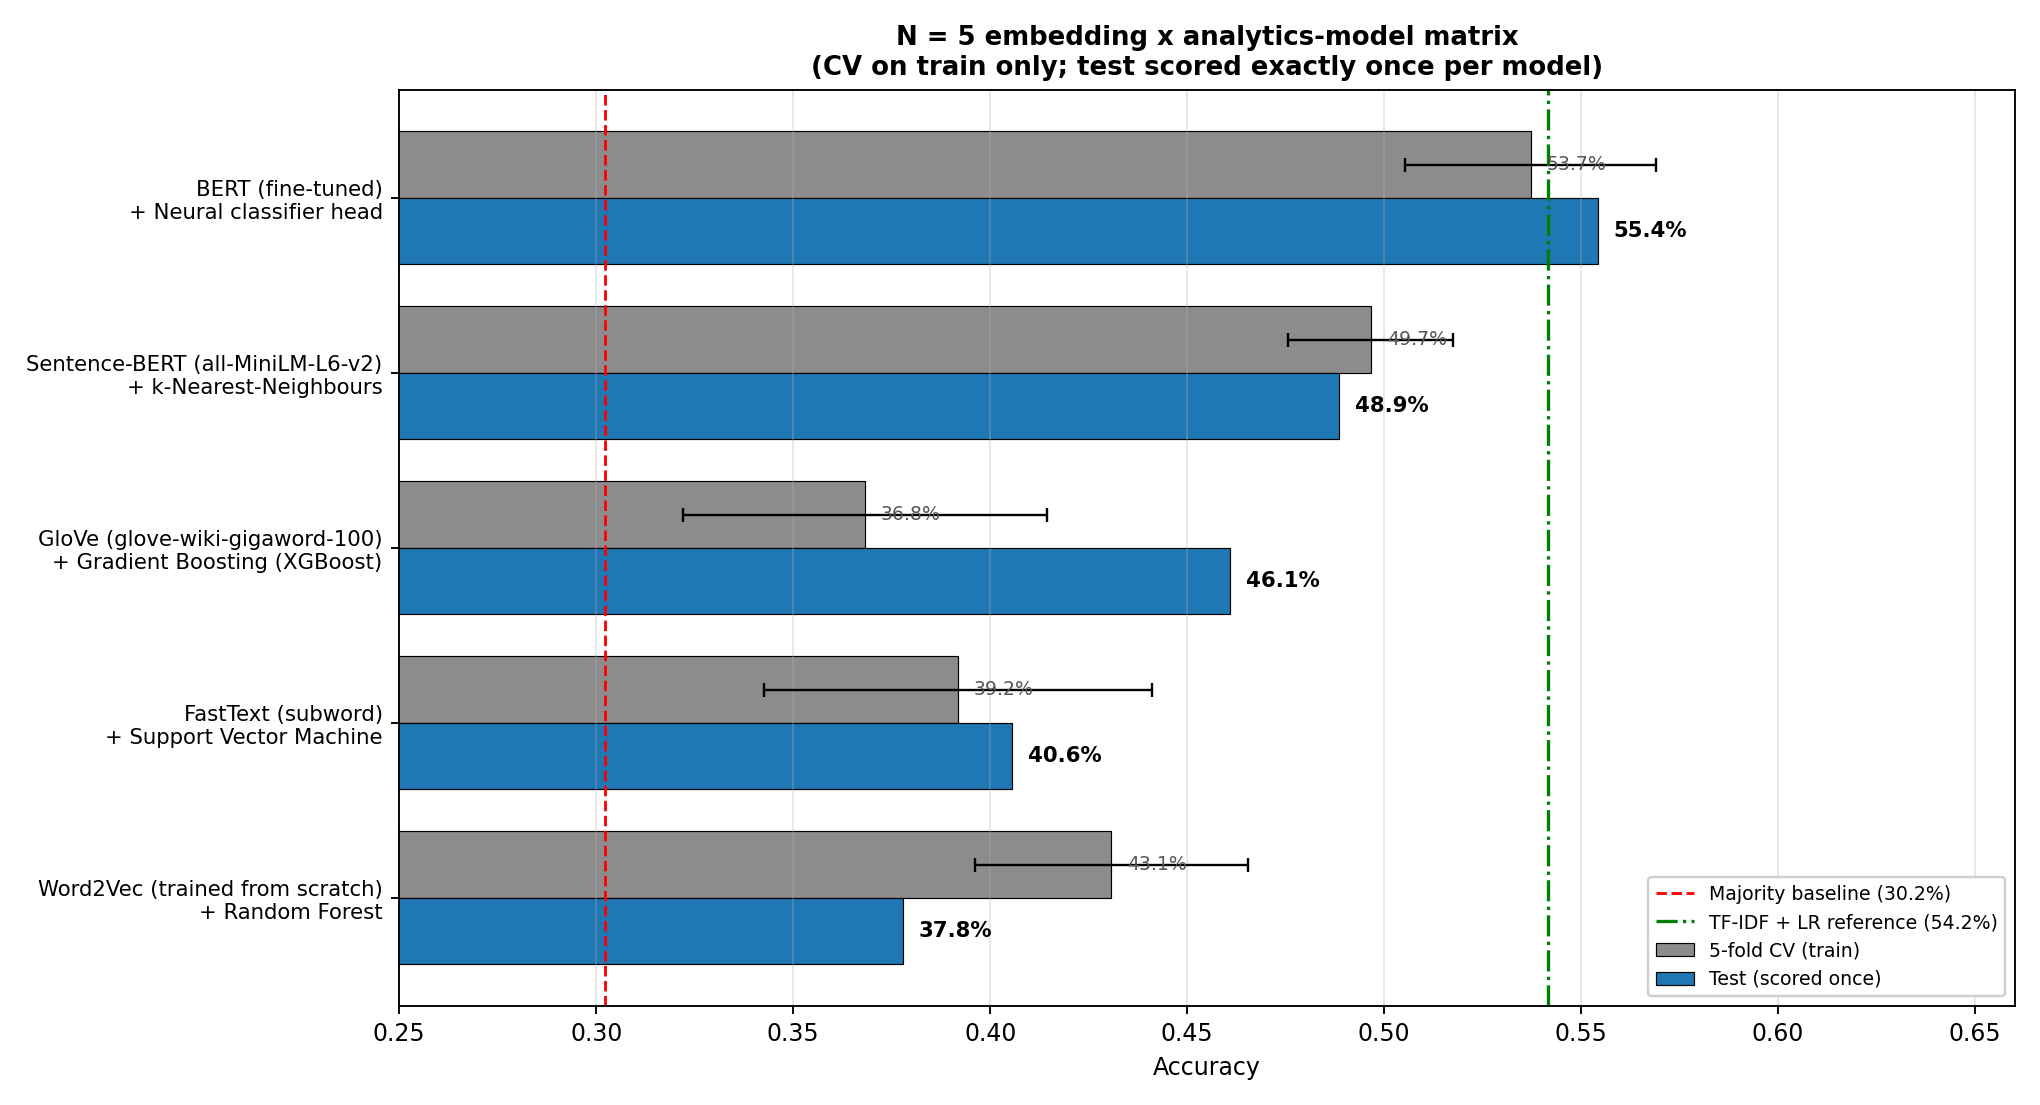 N = 5 embedding x analytics-model matrix
(CV on train only; test scored exactly once per model)
BERT (fine-tuned)
+ Neural classifier head
53.7%
55.4%
Sentence-BERT (all-MiniLM-L6-v2)
+ k-Nearest-Neighbours
49.7%
48.9%
GloVe (glove-wiki-gigaword-100)
+ Gradient Boosting (XGBoost)
36.8%
46.1%
FastText (subword)
+ Support Vector Machine
39.2%
40.6%
Word2Vec (trained from scratch)
+ Random Forest
43.1%
37.8%
Majority baseline (30.2%)
TF-IDF + LR reference (54.2%)
5-fold CV (train)
Test (scored once)
0.25 0.30 0.35 0.40 0.45 0.50 0.55 0.60 0.65
Accuracy